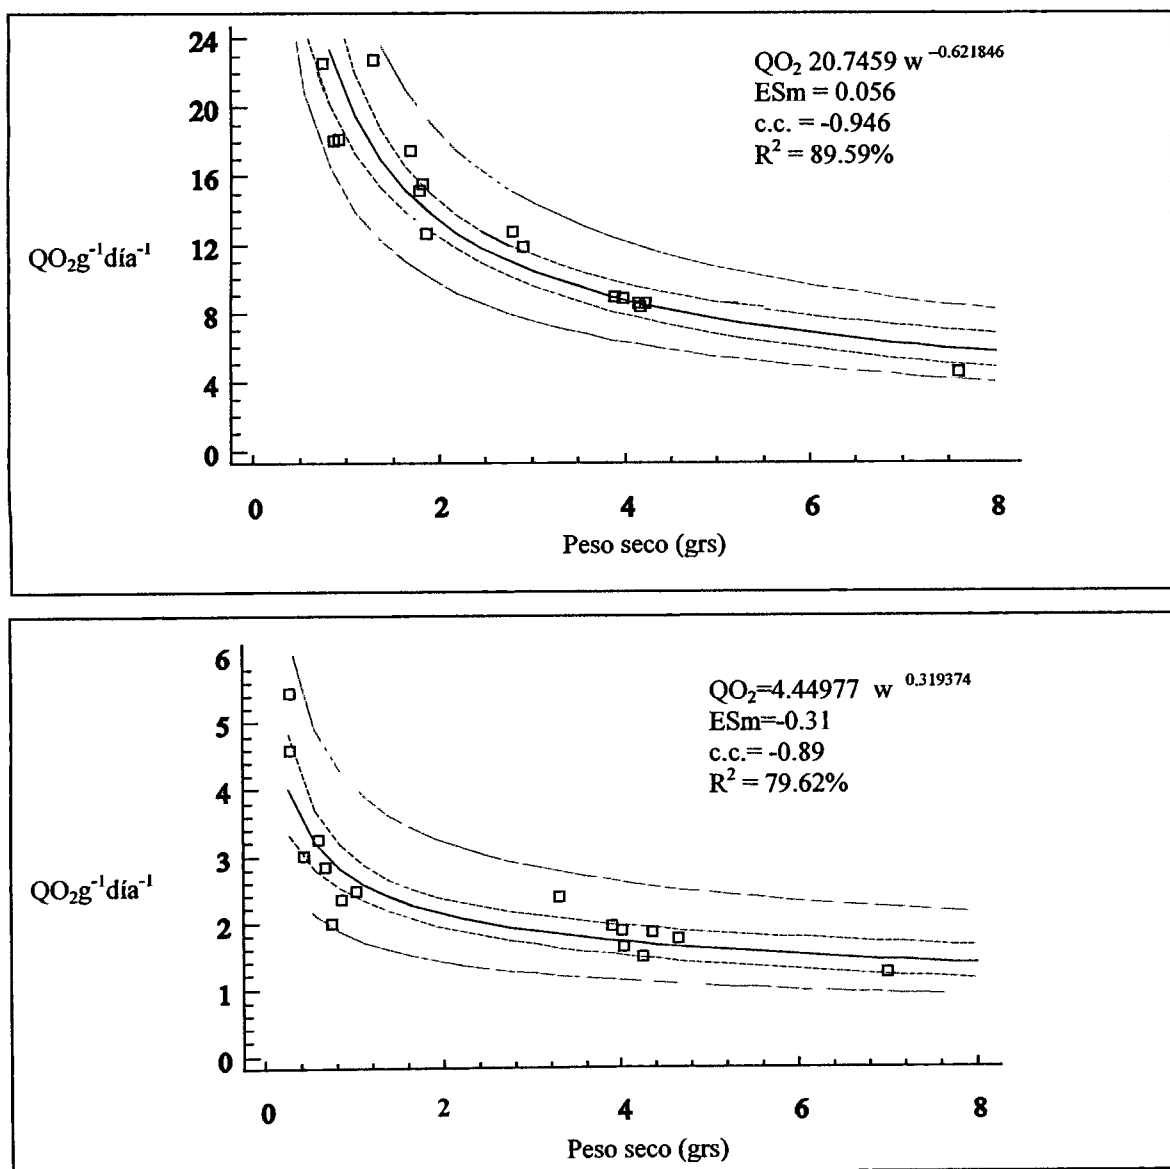 24
20
16
12
8
4
0
QO₂g⁻¹día⁻¹
QO₂ 20.7459 w ⁻⁰·⁶²¹⁸⁴⁶
ESm = 0.056
c.c. = -0.946
R² = 89.59%
0 2 4 6 8
Peso seco (grs)
6
5
4
3
2
1
0
QO₂g⁻¹día⁻¹
QO₂=4.44977 w ⁰·³¹⁹³⁷⁴
ESm=-0.31
c.c.= -0.89
R² = 79.62%
0 2 4 6 8
Peso seco (grs)